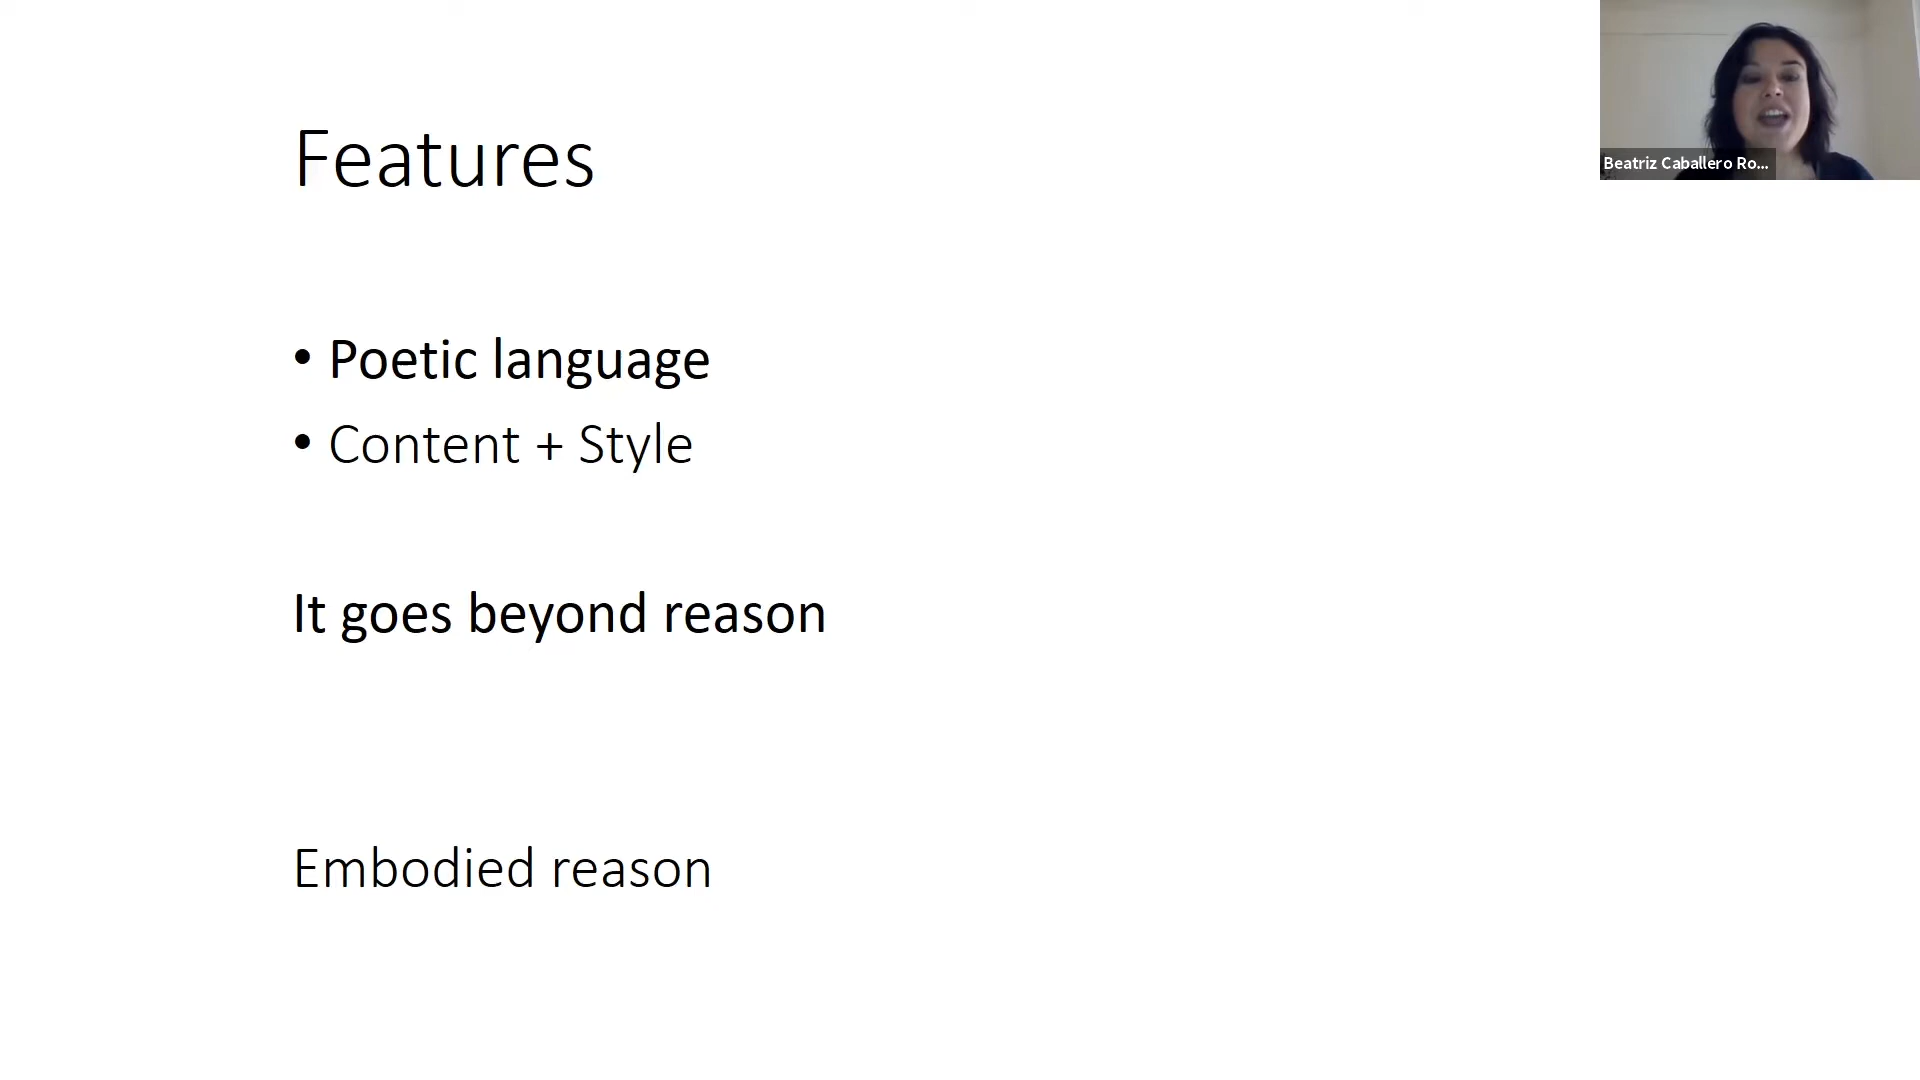 Features
• Poetic language
• Content + Style
It goes beyond reason
Embodied reason
Beatriz Caballero Ro...